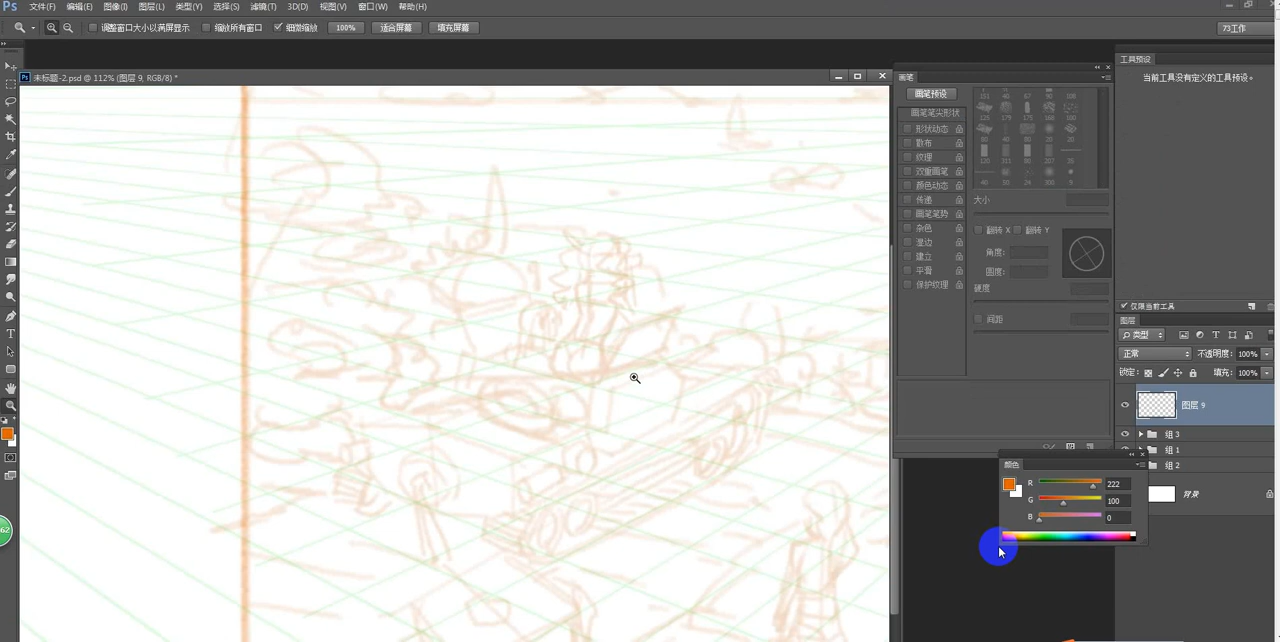 Ps 文件(F) 编辑(E) 图像(I) 图层(L) 类型(Y) 选择(S) 滤镜(T) 3D(D) 视图(V) 窗口(W) 帮助(H)
调整窗口大小以满屏显示 缩放所有窗口 细微缩放 100% 适合屏幕 填充屏幕 73工作
Ps 未标题-2.psd @ 112% (图层 9, RGB/8) *
画笔
画笔预设
画笔笔尖形状
形状动态
散布
纹理
双重画笔
颜色动态
传递
画笔笔势
杂色
湿边
建立
平滑
保护纹理
大小
翻转 X 翻转 Y
角度:
圆度:
硬度
间距
工具预设
当前工具没有定义的工具预设。
仅限当前工具
图层
类型
正常 不透明度: 100%
锁定: 填充: 100%
图层 9
组 3
组 1
组 2
背景
颜色
R 222
G 100
B 0
62